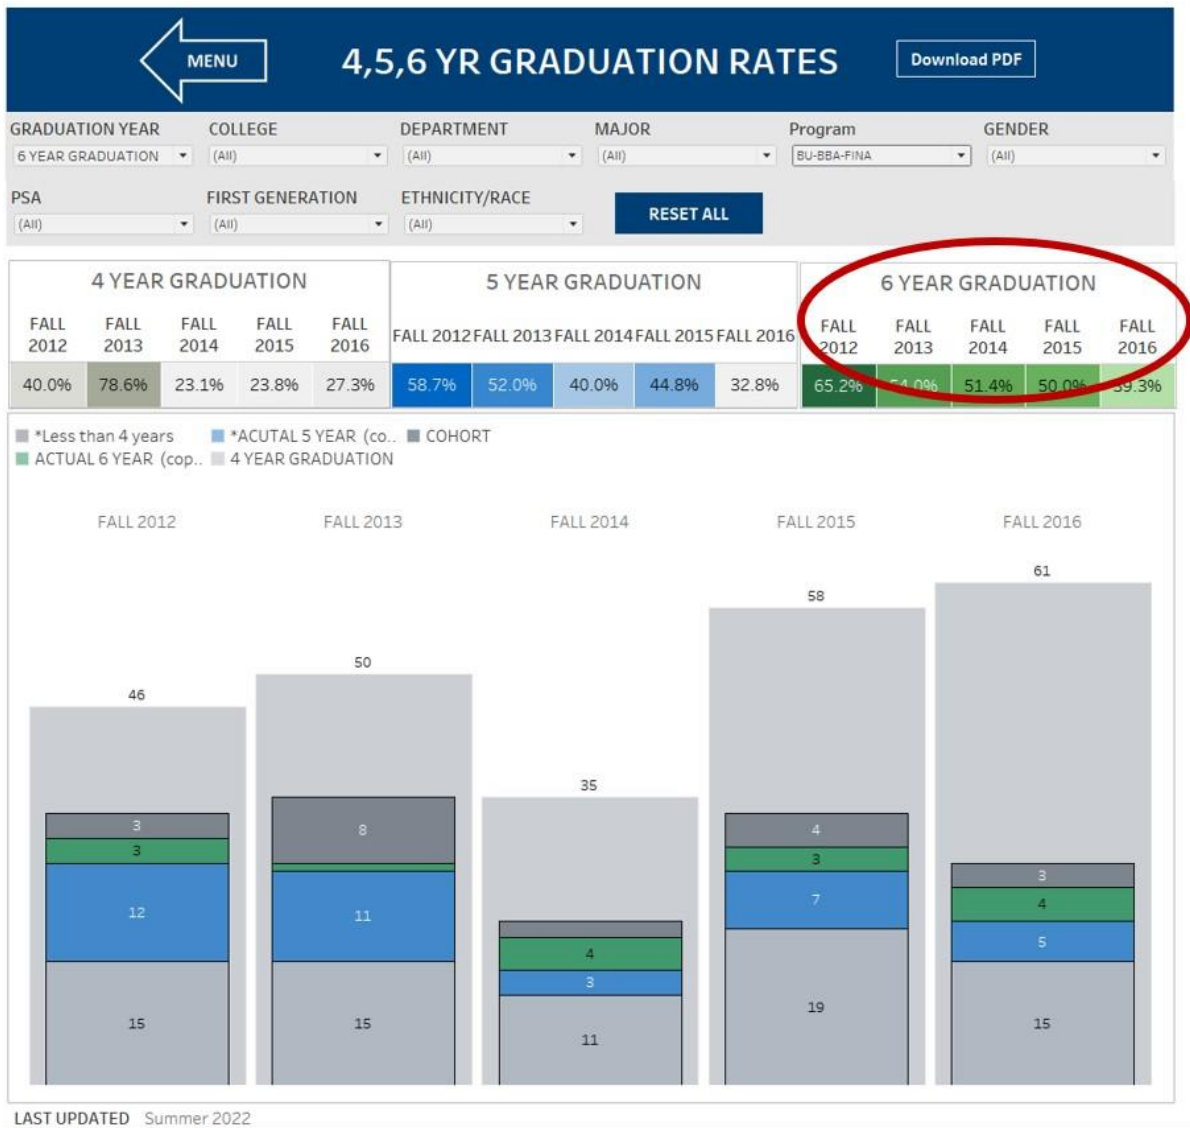 MENU
4,5,6 YR GRADUATION RATES
Download PDF
GRADUATION YEAR COLLEGE DEPARTMENT MAJOR Program GENDER
6 YEAR GRADUATION (All) (All) (All) BU-BBA-FINA (All)
PSA FIRST GENERATION ETHNICITY/RACE
(All) (All) (All)
RESET ALL
4 YEAR GRADUATION 5 YEAR GRADUATION 6 YEAR GRADUATION
FALL 2012 FALL 2013 FALL 2014 FALL 2015 FALL 2016 FALL 2012 FALL 2013 FALL 2014 FALL 2015 FALL 2016 FALL 2012 FALL 2013 FALL 2014 FALL 2015 FALL 2016
40.0% 78.6% 23.1% 23.8% 27.3% 58.7% 52.0% 40.0% 44.8% 32.8% 65.2% 54.0% 51.4% 50.0% 39.3%
*Less than 4 years *ACUTAL 5 YEAR (co.. COHORT
ACTUAL 6 YEAR (cop.. 4 YEAR GRADUATION
FALL 2012 FALL 2013 FALL 2014 FALL 2015 FALL 2016
61
58
50
46
35
3 8 4 3
3 4 3 4
12 11 3 7 5
15 15 11 19 15
LAST UPDATED Summer 2022